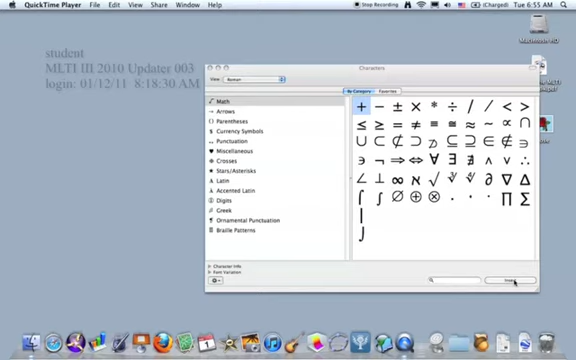 QuickTime Player File Edit View Share Window Help Stop Recording (Charged) Tue 6:55 AM
Macintosh HD
student
MLTI III 2010 Updater 003
login: 01/12/11 8:18:30 AM
Characters
View: Roman
by Category Favorites
Math
Arrows
Parentheses
Currency Symbols
Punctuation
Miscellaneous
Crosses
Stars/Asterisks
Latin
Accented Latin
Digits
Greek
Ornamental Punctuation
Braille Patterns
+ − ± × * ÷ / ⁄ < >
≤ ≥ = ≠ ≡ ≅ ≈ ~ ∝ ∩
∞ ℵ √ ∛ ∜ ∂ ∇ ∆
∏ ∑
Character Info
Font Variation
Insert